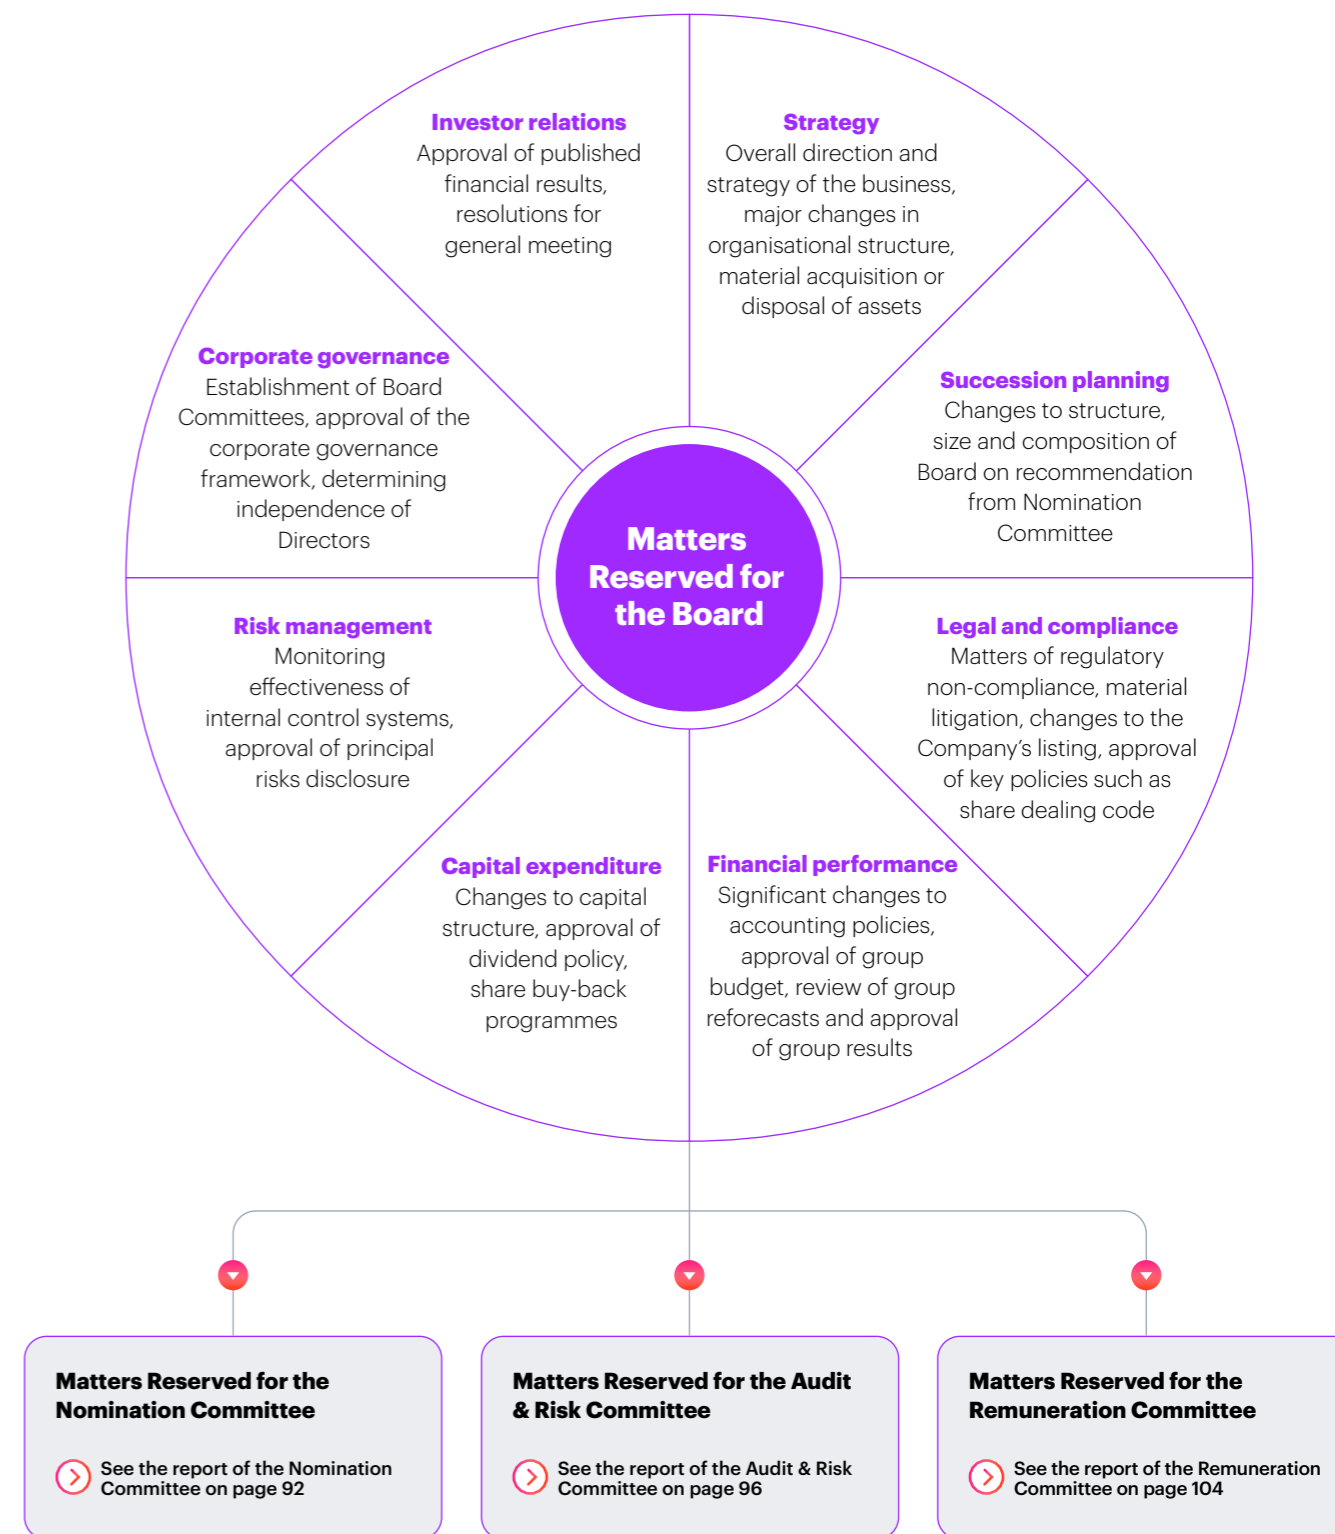 Investor relations
Approval of published
financial results,
resolutions for
general meeting
Strategy
Overall direction and
strategy of the business,
major changes in
organisational structure,
material acquisition or
disposal of assets
Corporate governance
Establishment of Board
Committees, approval of the
corporate governance
framework, determining
independence of
Directors
Succession planning
Changes to structure,
size and composition of
Board on recommendation
from Nomination
Committee
Matters
Reserved for
the Board
Risk management
Monitoring
effectiveness of
internal control systems,
approval of principal
risks disclosure
Legal and compliance
Matters of regulatory
non-compliance, material
litigation, changes to the
Company’s listing, approval
of key policies such as
share dealing code
Capital expenditure
Changes to capital
structure, approval of
dividend policy,
share buy-back
programmes
Financial performance
Significant changes to
accounting policies,
approval of group
budget, review of group
reforecasts and approval
of group results
Matters Reserved for the
Nomination Committee
See the report of the Nomination
Committee on page 92
Matters Reserved for the Audit
& Risk Committee
See the report of the Audit & Risk
Committee on page 96
Matters Reserved for the
Remuneration Committee
See the report of the Remuneration
Committee on page 104